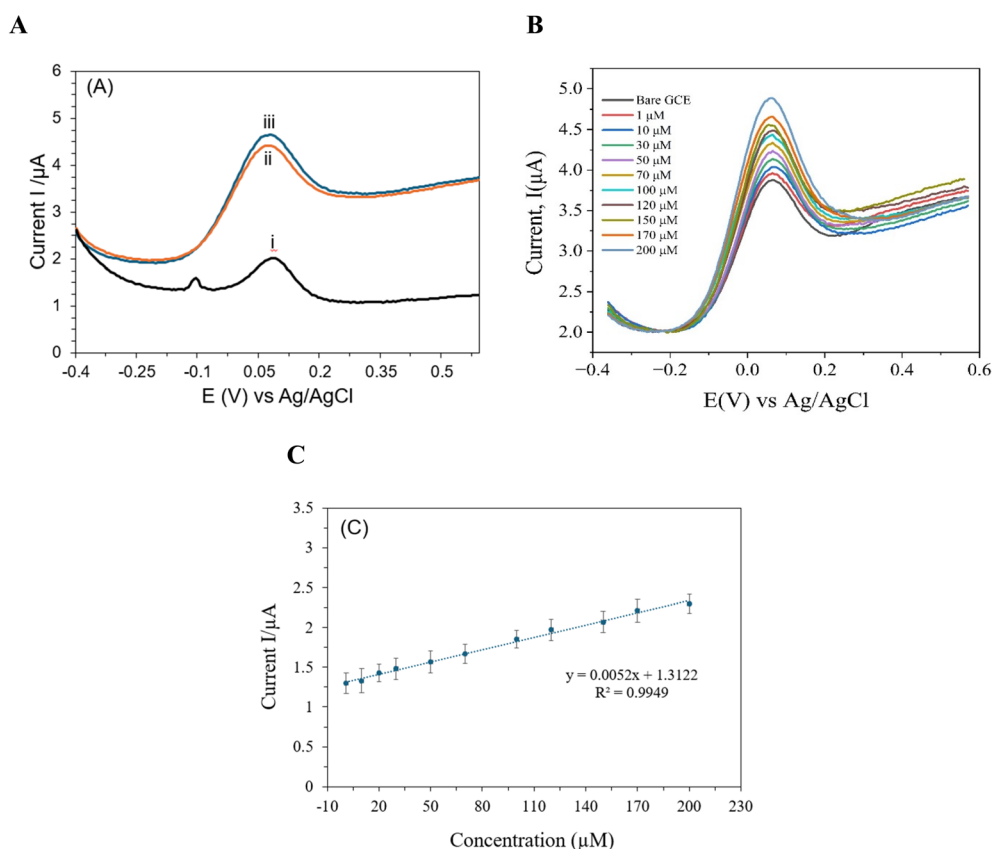 A
(A)
6
5
4
3
2
1
0
Current I /µA
iii
ii
i
-0.4
-0.25
-0.1
0.05
0.2
0.35
0.5
E (V) vs Ag/AgCl
B
5.0
4.5
4.0
3.5
3.0
2.5
2.0
Current, I(µA)
Bare GCE
1 µM
10 µM
30 µM
50 µM
70 µM
100 µM
120 µM
150 µM
170 µM
200 µM
−0.4
−0.2
0.0
0.2
0.4
0.6
E(V) vs Ag/AgCl
C
(C)
3.5
3
2.5
2
1.5
1
0.5
0
Current I/µA
y = 0.0052x + 1.3122
R² = 0.9949
-10
20
50
80
110
140
170
200
230
Concentration (µM)